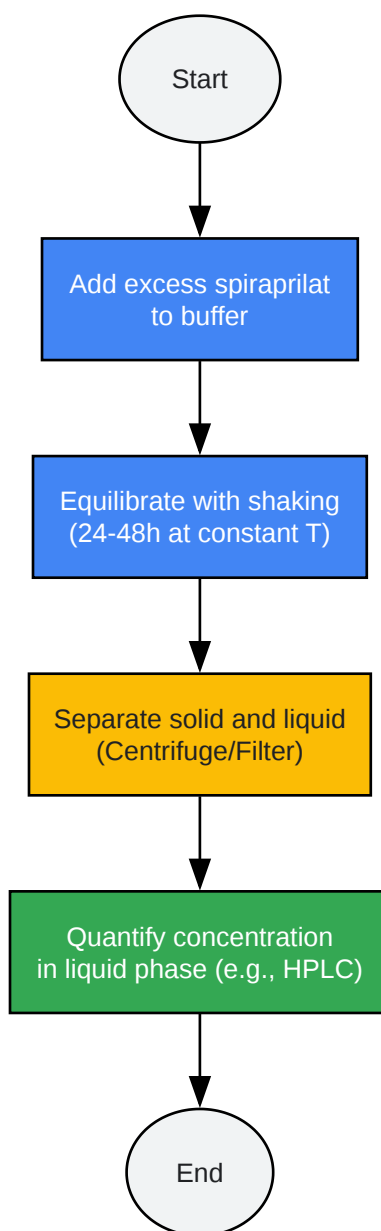 Start
Add excess spiraprilat
to buffer
Equilibrate with shaking
(24-48h at constant T)
Separate solid and liquid
(Centrifuge/Filter)
Quantify concentration
in liquid phase (e.g., HPLC)
End